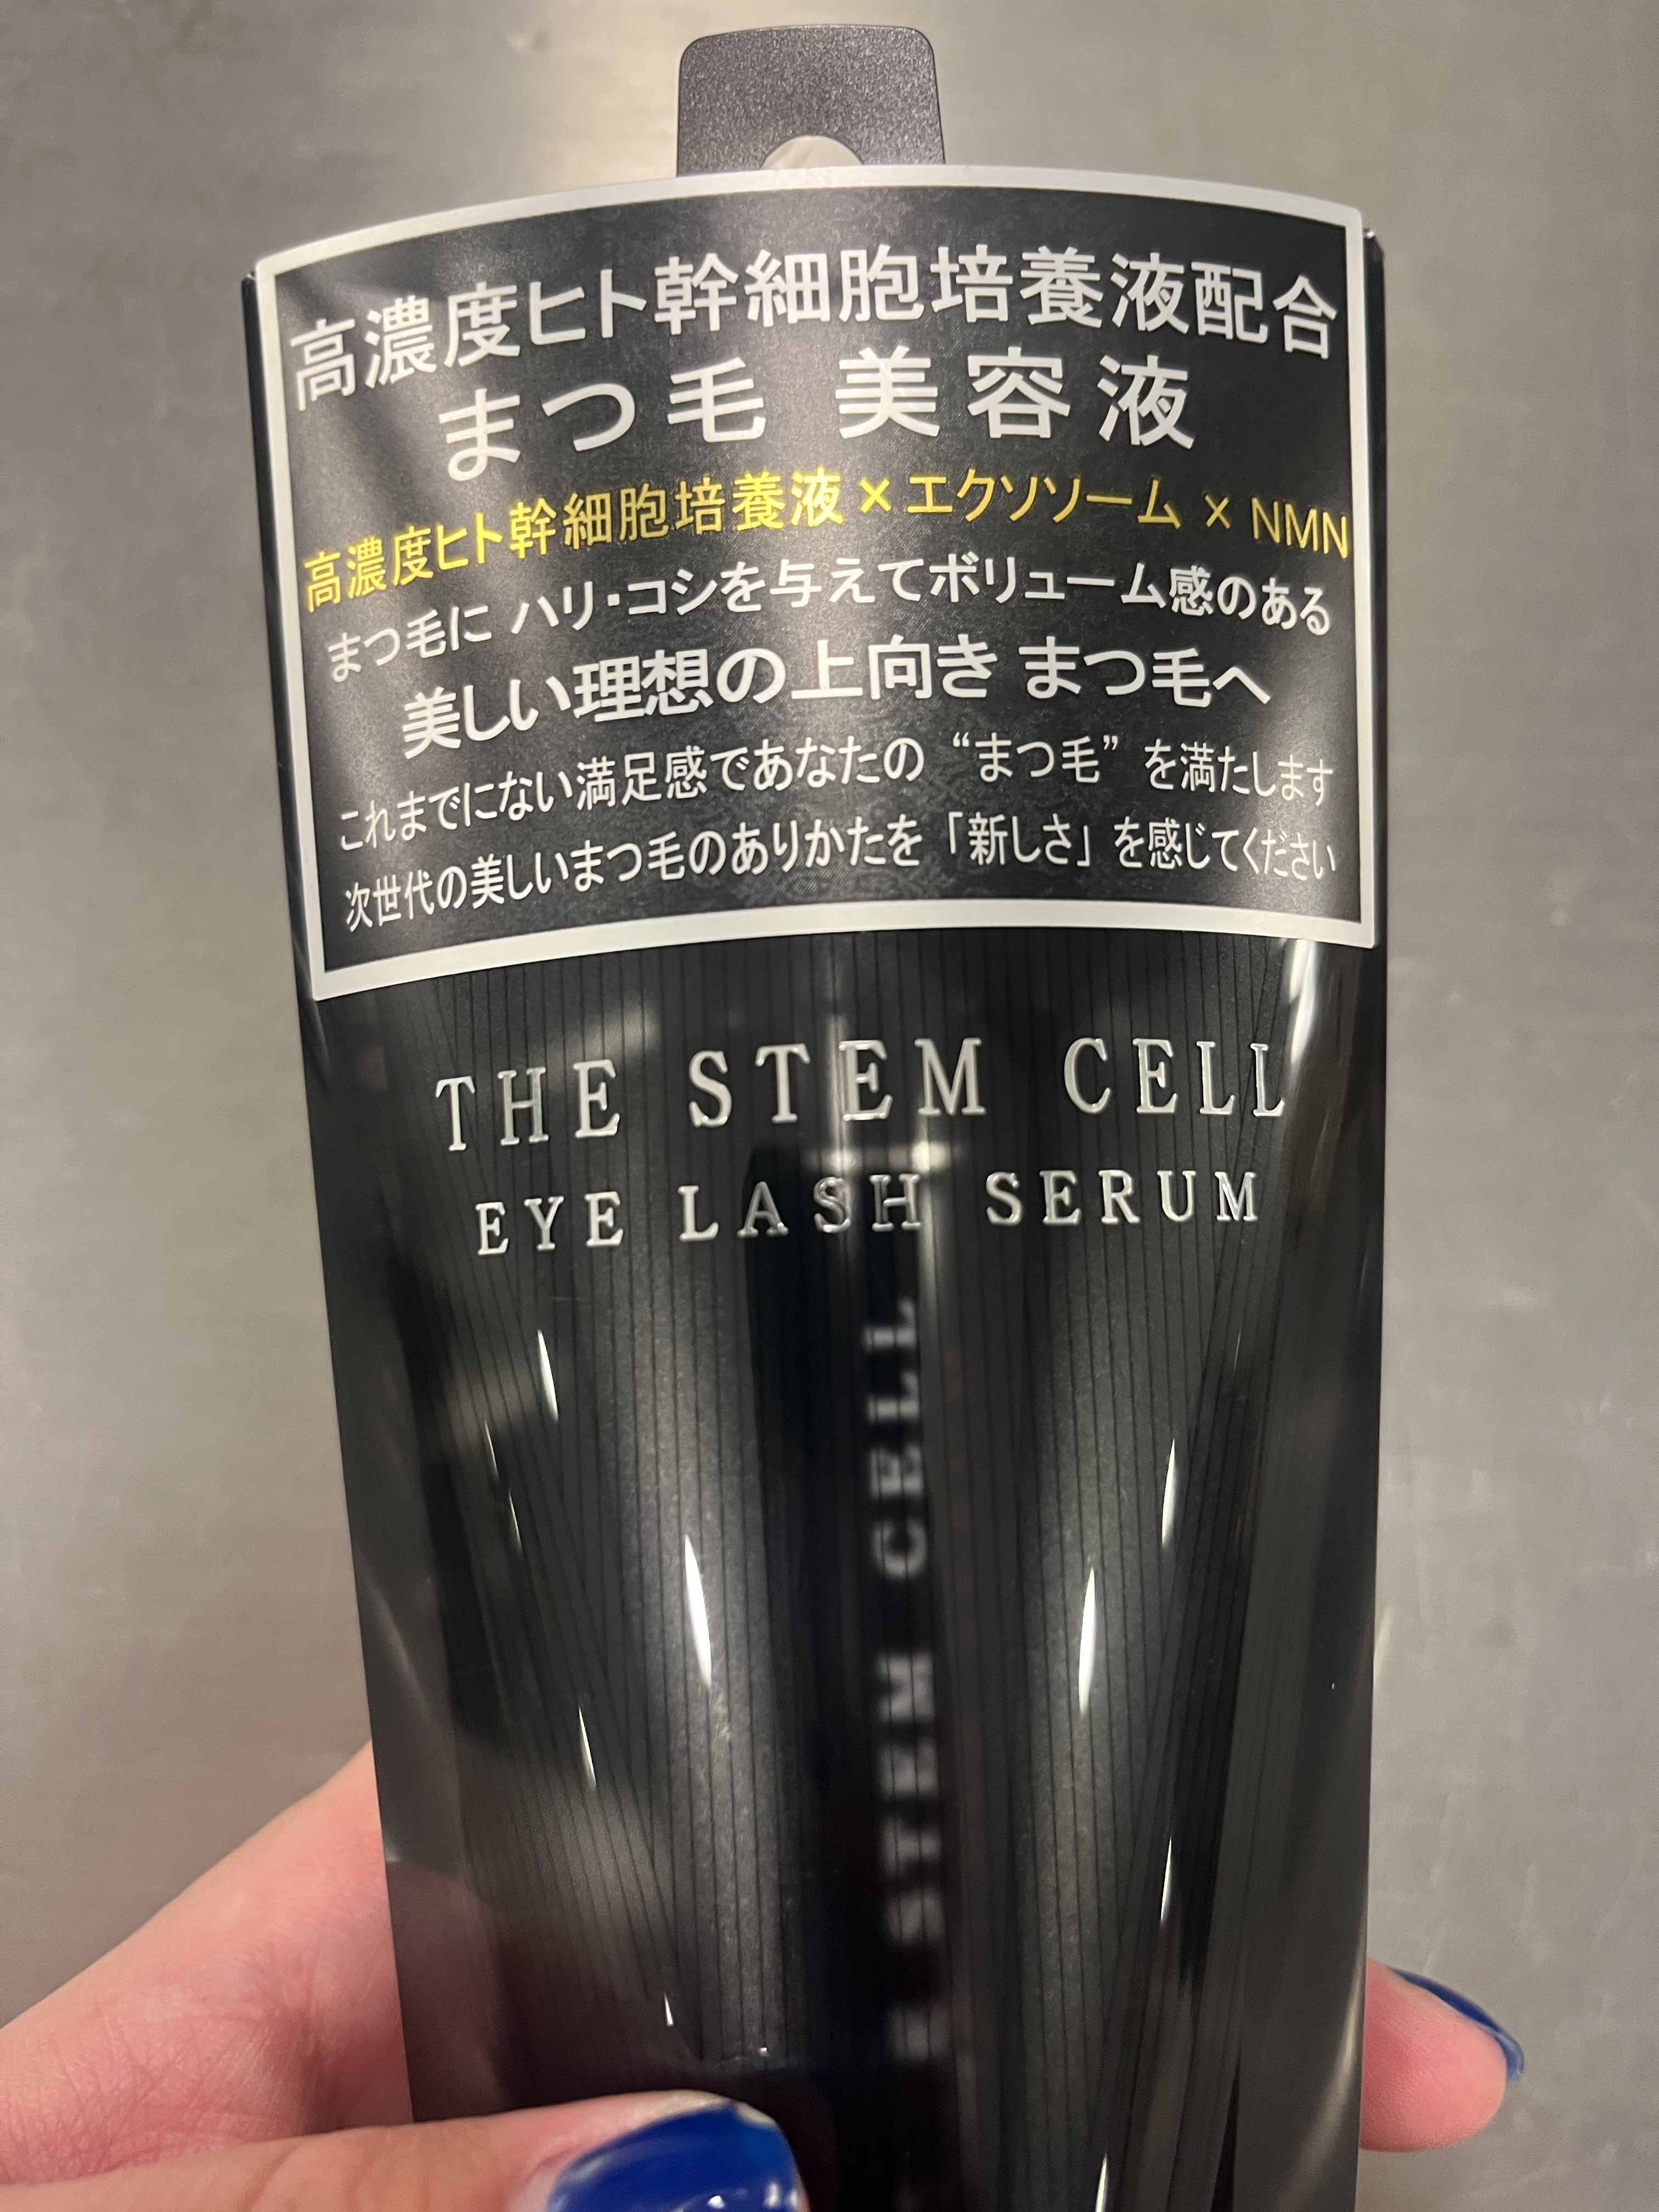 高濃度ヒト幹細胞培養液配合
まつ毛 美容液
高濃度ヒト幹細胞培養液×エクソソーム × NMN
まつ毛に ハリ・コシを与えてボリューム感のある
美しい理想の上向き まつ毛へ
これまでにない満足感であなたの “まつ毛” を満たします
次世代の美しいまつ毛のありかたを 「新しさ」 を感じてください
THE STEM CELL
EYE LASH SERUM
STEM CELL